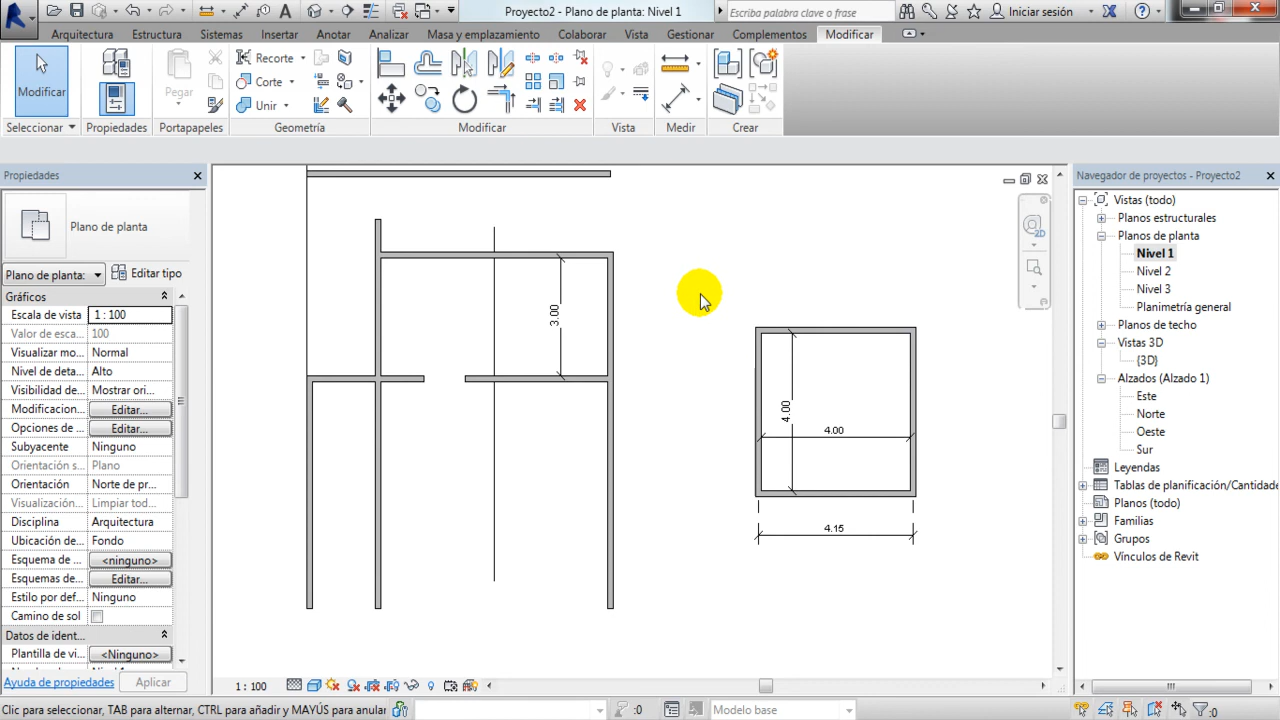 Proyecto2 - Plano de planta: Nivel 1
Escriba palabra clave o frase
Iniciar sesión
Arquitectura
Estructura
Sistemas
Insertar
Anotar
Analizar
Masa y emplazamiento
Colaborar
Vista
Gestionar
Complementos
Modificar
Modificar
Pegar
Recorte
Corte
Unir
Seleccionar
Propiedades
Portapapeles
Geometría
Modificar
Vista
Medir
Crear
Propiedades
Plano de planta
Plano de planta:
Editar tipo
Gráficos
Escala de vista 1 : 100
Valor de esca... 100
Visualizar mo... Normal
Nivel de deta... Alto
Visibilidad de Mostrar ori...
Modificacion... Editar...
Opciones de Editar...
Subyacente Ninguno
Orientación s... Plano
Orientación Norte de pr...
Visualización... Limpiar tod...
Disciplina Arquitectura
Ubicación de Fondo
Esquema de ... <ninguno>
Esquemas de... Editar...
Estilo por def... Ninguno
Camino de sol
Datos de ident...
Plantilla de vi... <Ninguno>
Ayuda de propiedades
Aplicar
3.00
4.00
4.00
4.15
2D
Navegador de proyectos - Proyecto2
Vistas (todo)
Planos estructurales
Planos de planta
Nivel 1
Nivel 2
Nivel 3
Planimetría general
Planos de techo
Vistas 3D
{3D}
Alzados (Alzado 1)
Este
Norte
Oeste
Sur
Leyendas
Tablas de planificación/Cantidade
Planos (todo)
Familias
Grupos
Vínculos de Revit
1 : 100
Clic para seleccionar, TAB para alternar, CTRL para añadir y MAYÚS para anular
:0
Modelo base
:0